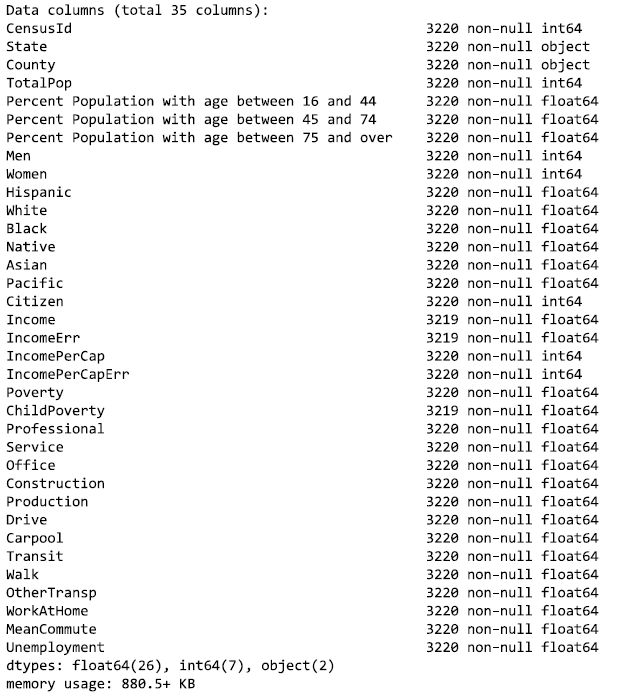 Data columns (total 35 columns):
CensusId 3220 non-null int64
State 3220 non-null object
County 3220 non-null object
TotalPop 3220 non-null int64
Percent Population with age between 16 and 44 3220 non-null float64
Percent Population with age between 45 and 74 3220 non-null float64
Percent Population with age between 75 and over 3220 non-null float64
Men 3220 non-null int64
Women 3220 non-null int64
Hispanic 3220 non-null float64
White 3220 non-null float64
Black 3220 non-null float64
Native 3220 non-null float64
Asian 3220 non-null float64
Pacific 3220 non-null float64
Citizen 3220 non-null int64
Income 3219 non-null float64
IncomeErr 3219 non-null float64
IncomePerCap 3220 non-null int64
IncomePerCapErr 3220 non-null int64
Poverty 3220 non-null float64
ChildPoverty 3219 non-null float64
Professional 3220 non-null float64
Service 3220 non-null float64
Office 3220 non-null float64
Construction 3220 non-null float64
Production 3220 non-null float64
Drive 3220 non-null float64
Carpool 3220 non-null float64
Transit 3220 non-null float64
Walk 3220 non-null float64
OtherTransp 3220 non-null float64
WorkAtHome 3220 non-null float64
MeanCommute 3220 non-null float64
Unemployment 3220 non-null float64
dtypes: float64(26), int64(7), object(2)
memory usage: 880.5+ KB